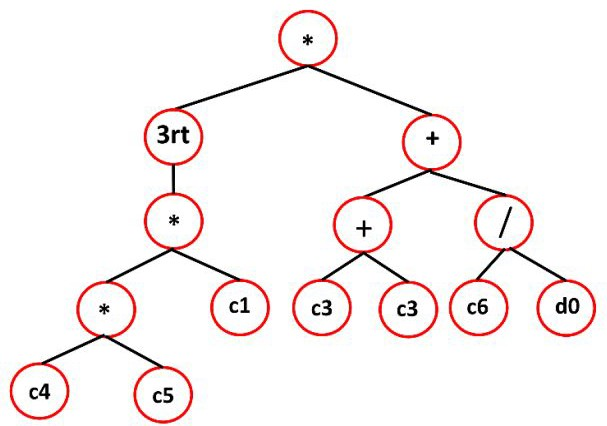 *
3rt +
* + /
* c1 c3 c3 c6 d0
c4 c5